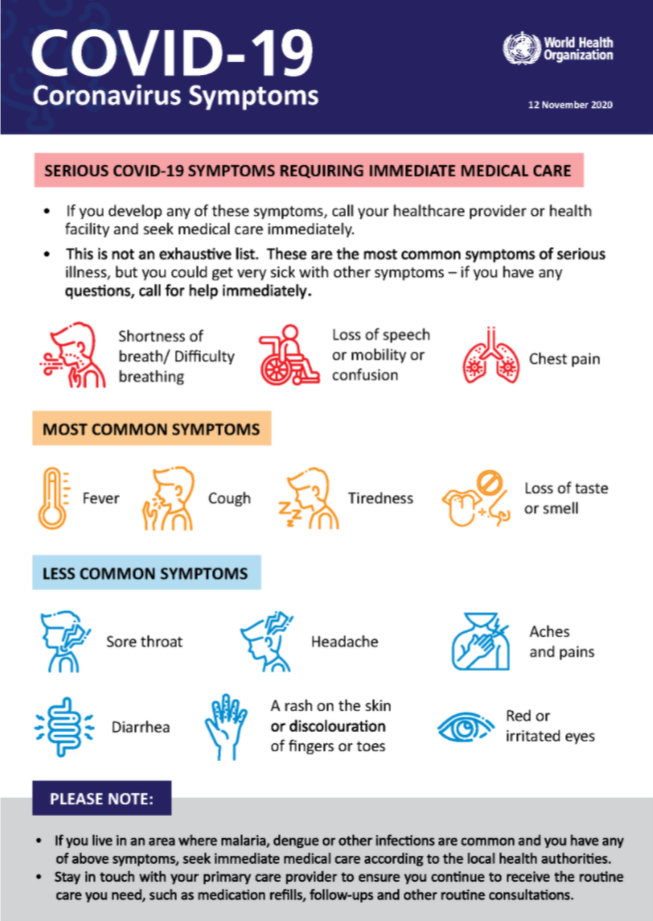 COVID-19
Coronavirus Symptoms
World Health
Organization
12 November 2020
SERIOUS COVID-19 SYMPTOMS REQUIRING IMMEDIATE MEDICAL CARE
• If you develop any of these symptoms, call your healthcare provider or health
facility and seek medical care immediately.
• This is not an exhaustive list. These are the most common symptoms of serious
illness, but you could get very sick with other symptoms – if you have any
questions, call for help immediately.
Shortness of
breath/ Difficulty
breathing
Loss of speech
or mobility or
confusion
Chest pain
MOST COMMON SYMPTOMS
Fever
Cough
Tiredness
Loss of taste
or smell
LESS COMMON SYMPTOMS
Sore throat
Headache
Aches
and pains
Diarrhea
A rash on the skin
or discolouration
of fingers or toes
Red or
irritated eyes
PLEASE NOTE:
• If you live in an area where malaria, dengue or other infections are common and you have any
of above symptoms, seek immediate medical care according to the local health authorities.
• Stay in touch with your primary care provider to ensure you continue to receive the routine
care you need, such as medication refills, follow-ups and other routine consultations.